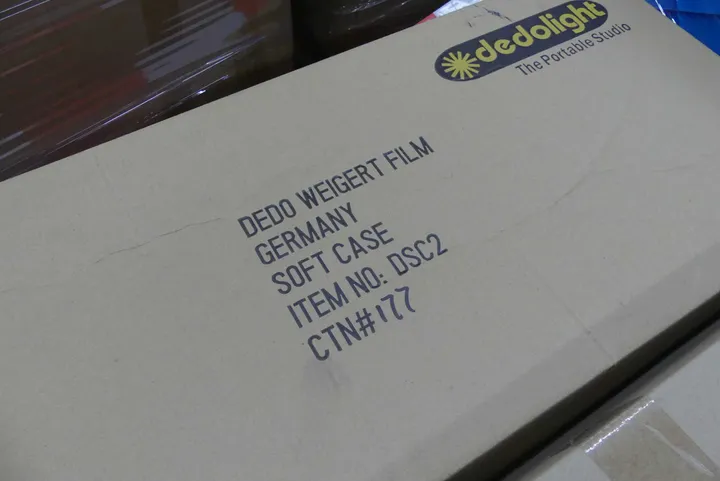 dedolight
The Portable Studio
DEDO WEIGERT FILM
GERMANY
SOFT CASE
ITEM NO: DSC2
CTN#177